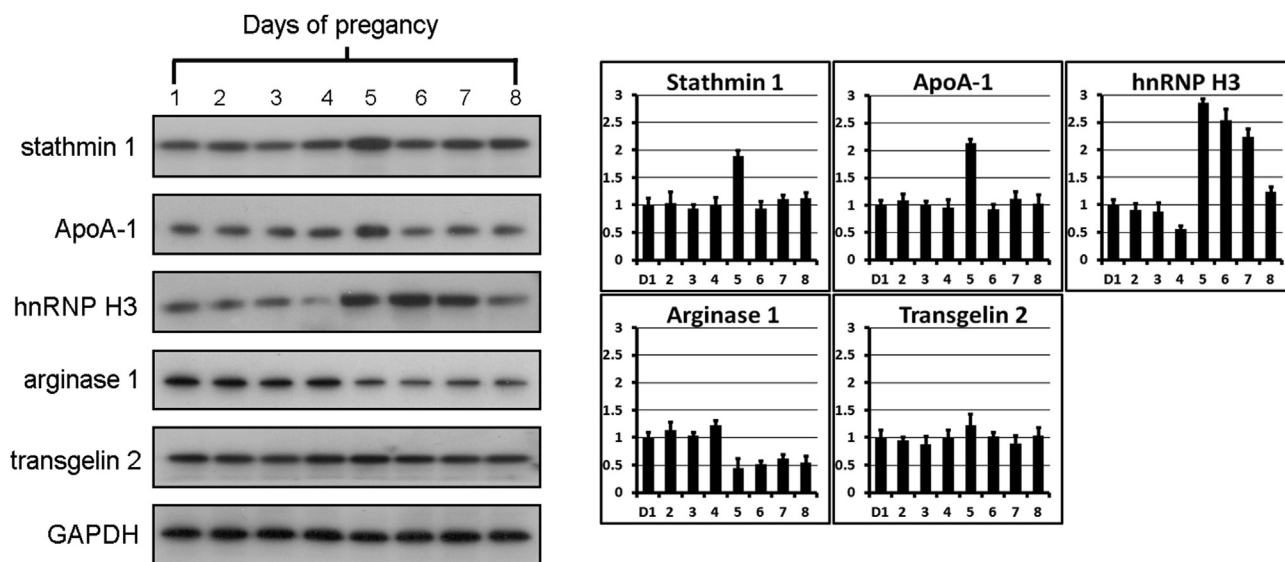 Days of pregancy
1 2 3 4 5 6 7 8
stathmin 1
ApoA-1
hnRNP H3
arginase 1
transgelin 2
GAPDH
Stathmin 1
3
2.5
2
1.5
1
0.5
0
D1 2 3 4 5 6 7 8
ApoA-1
3
2.5
2
1.5
1
0.5
0
D1 2 3 4 5 6 7 8
hnRNP H3
3
2.5
2
1.5
1
0.5
0
D1 2 3 4 5 6 7 8
Arginase 1
3
2.5
2
1.5
1
0.5
0
D1 2 3 4 5 6 7 8
Transgelin 2
3
2.5
2
1.5
1
0.5
0
D1 2 3 4 5 6 7 8